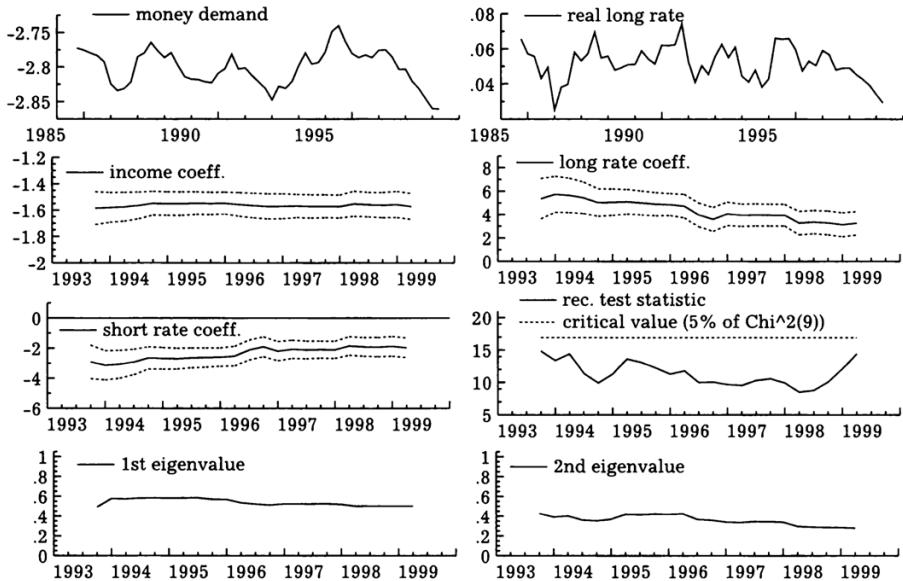 money demand
-2.75
-2.8
-2.85
1985 1990 1995
real long rate
.08
.06
.04
1985 1990 1995
income coeff.
-1.2
-1.4
-1.6
-1.8
-2
1993 1994 1995 1996 1997 1998 1999
long rate coeff.
8
6
4
2
0
1993 1994 1995 1996 1997 1998 1999
short rate coeff.
0
-2
-4
-6
1993 1994 1995 1996 1997 1998 1999
rec. test statistic
critical value (5% of Chi^2(9))
20
15
10
5
1993 1994 1995 1996 1997 1998 1999
1st eigenvalue
1
.8
.6
.4
.2
0
1993 1994 1995 1996 1997 1998 1999
2nd eigenvalue
1
.8
.6
.4
.2
0
1993 1994 1995 1996 1997 1998 1999